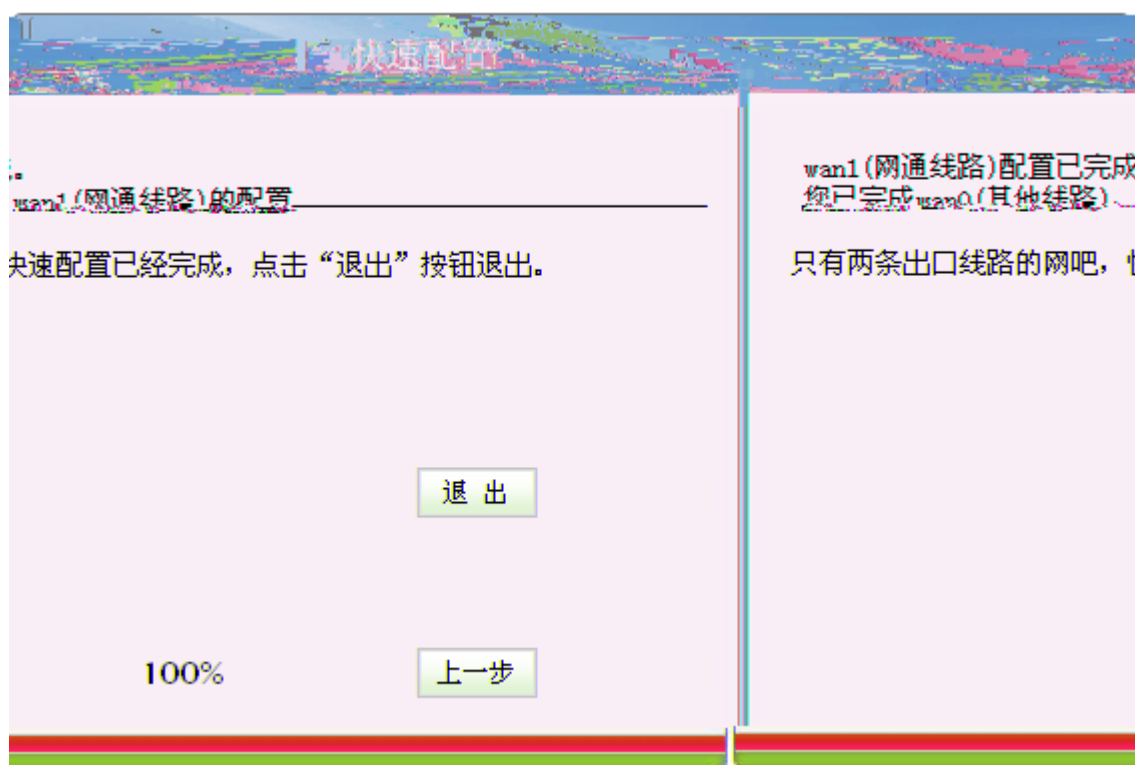 快速配置
。
wan1(网通线路)的配置
快速配置已经完成，点击“退出”按钮退出。
退 出
100%
上一步
wan1(网通线路)配置已完成
您已完成wan0(其他线路)、
只有两条出口线路的网吧，